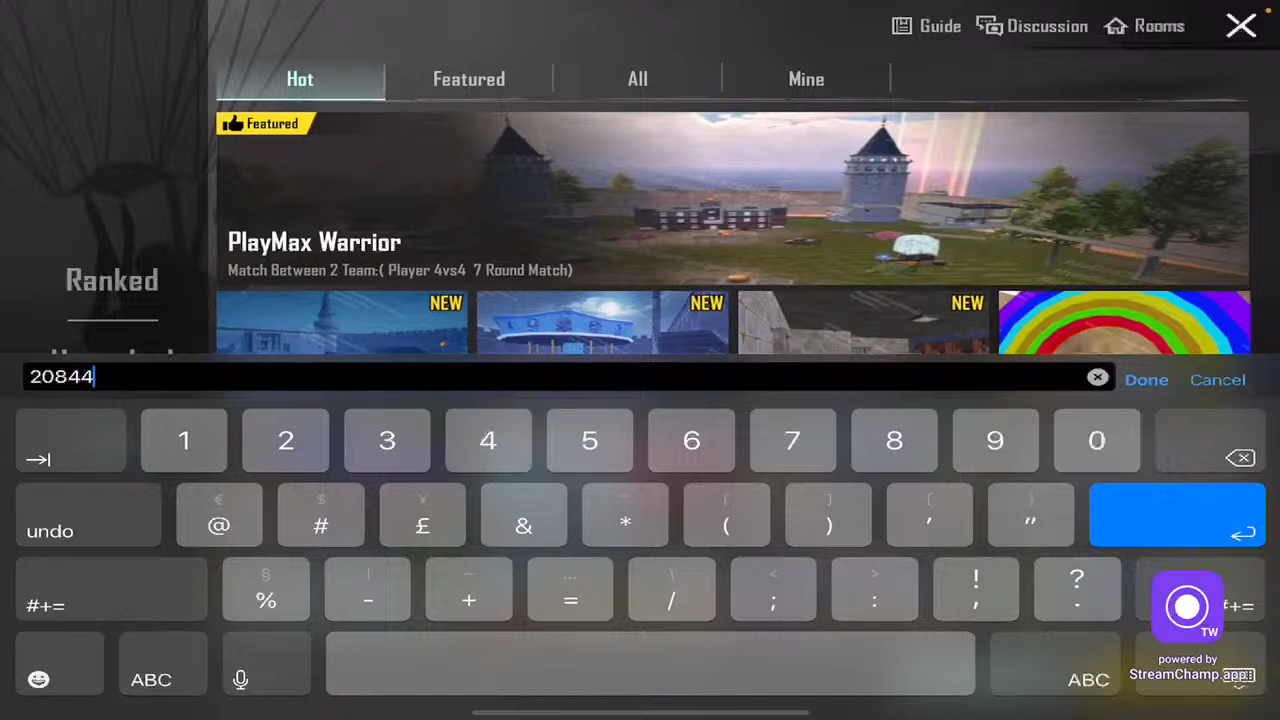 Guide Discussion Rooms
Hot Featured All Mine
Featured
PlayMax Warrior
Match Between 2 Team:( Player 4vs4 7 Round Match)
Ranked
NEW NEW NEW
20844 Done Cancel
1 2 3 4 5 6 7 8 9 0
undo @ # £ & * ( ) ' "
€ $ ¥
#+= % - + = / ; : ! , ? . #+=
§ | ~ … \ < >
TW
powered by
StreamChamp.app
ABC ABC